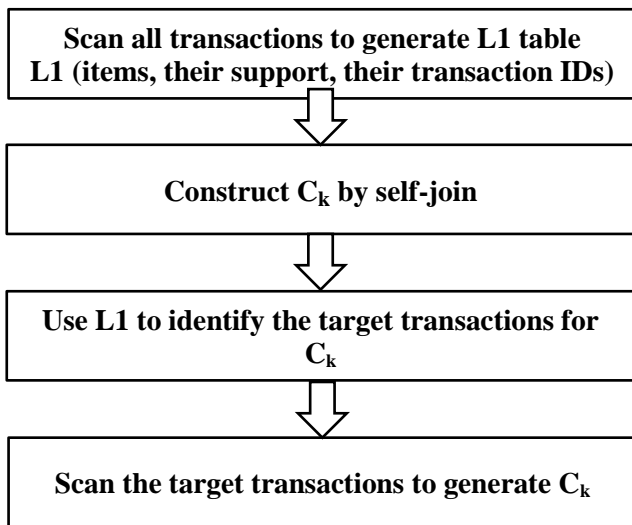 Scan all transactions to generate L1 table
L1 (items, their support, their transaction IDs)
Construct Cₖ by self-join
Use L1 to identify the target transactions for
Cₖ
Scan the target transactions to generate Cₖ